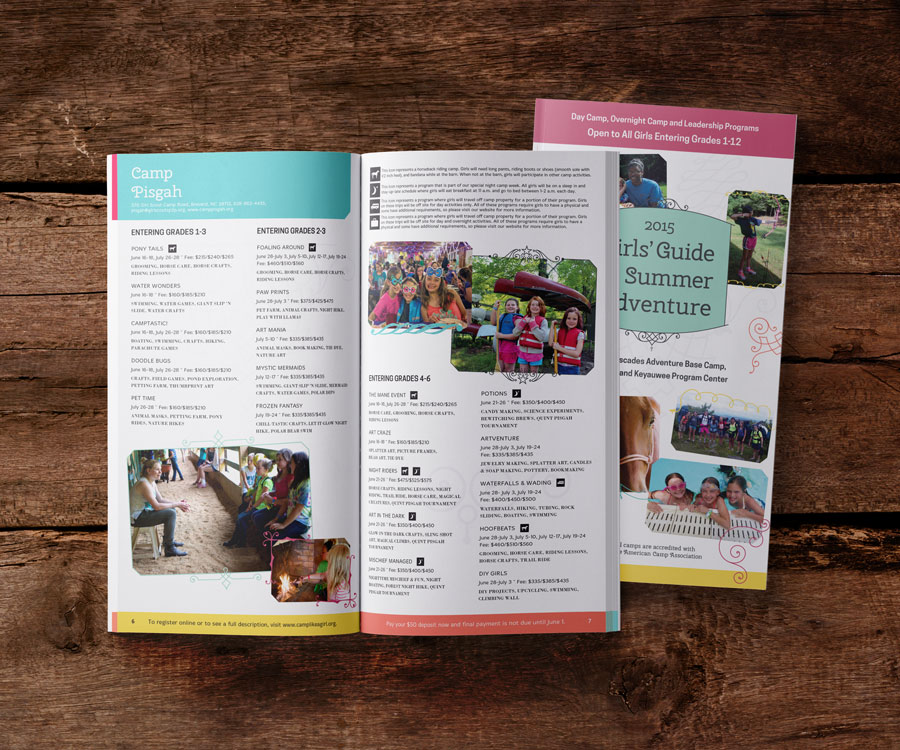 Camp
Pisgah
ENTERING GRADES 1-3
PONY TAILS
June 16-18, July 26-28 * Fee: $215/$240/$265
GROOMING, HORSE CARE, HORSE CRAFTS,
RIDING LESSONS
WATER WONDERS
June 16-18 * Fee: $160/$185/$210
SWIMMING, WATER GAMES, GIANT SLIP 'N
SLIDE, WATER CRAFTS
CAMPTASTIC!
June 16-18, July 26-28 * Fee: $160/$185/$210
BOATING, SWIMMING, CRAFTS, HIKING,
PARACHUTE GAMES
DOODLE BUGS
June 16-18, July 26-28 * Fee: $160/$185/$210
CRAFTS, FIELD GAMES, POND EXPLORATION,
PETTING FARM, THUMBPRINT ART
PET TIME
July 26-28 * Fee: $160/$185/$210
ANIMAL MASKS, PETTING FARM, PONY
RIDES, NATURE HIKES
ENTERING GRADES 2-3
FOALING AROUND
June 28-July 3, July 5-10, July 12-17, July 19-24
Fee: $460/$510/$560
GROOMING, HORSE CARE, HORSE CRAFTS,
RIDING LESSONS
PAW PRINTS
June 28-July 3 * Fee: $375/$425/$475
PET FARM, ANIMAL CRAFTS, NIGHT HIKE,
PLAY WITH LLAMAS
ART MANIA
July 5-10 * Fee: $335/$385/$435
ANIMAL MASKS, BOOK MAKING, TIE DYE,
NATURE ART
MYSTIC MERMAIDS
July 12-17 * Fee: $335/$385/$435
SWIMMING, GIANT SLIP 'N SLIDE, MERMAID
CRAFTS, WATER GAMES, POLAR DIPS
FROZEN FANTASY
July 19-24 * Fee: $335/$385/$435
CHILL-TASTIC CRAFTS, LET IT GLOW NIGHT
HIKE, POLAR BEAR SWIM
6 To register online or to see a full description, visit www.camplikeagirl.org.
ENTERING GRADES 4-6
THE MANE EVENT
June 16-18, July 26-28 * Fee: $215/$240/$265
HORSE CARE, GROOMING, HORSE CRAFTS,
RIDING LESSONS
ART CRAZE
June 16-18 * Fee: $160/$185/$210
SPLATTER ART, PICTURE FRAMES,
BEAD ART, TIE DYE
NIGHT RIDERS
June 21-26 * Fee: $475/$525/$575
HORSE CRAFTS, RIDING LESSONS, NIGHT
RIDING, TRAIL RIDE, HORSE CARE, MAGICAL
CREATURES, QUINT PISGAH TOURNAMENT
ART IN THE DARK
June 21-26 * Fee: $350/$400/$450
GLOW IN THE DARK CRAFTS, SLING SHOT
ART, MAGICAL CLIMBS, QUINT PISGAH
TOURNAMENT
MISCHIEF MANAGED
June 21-26 * Fee: $350/$400/$450
NIGHTTIME MISCHIEF & FUN, NIGHT
BOATING, FOREST NIGHT HIKE, QUINT
PISGAH TOURNAMENT
POTIONS
June 21-26 * Fee: $350/$400/$450
CANDY MAKING, SCIENCE EXPERIMENTS,
BEWITCHING BREWS, QUINT PISGAH
TOURNAMENT
ARTVENTURE
June 28-July 3, July 19-24
Fee: $335/$385/$435
JEWELRY MAKING, SPLATTER ART, CANDLES
& SOAP MAKING, POTTERY, BOOKMAKING
WATERFALLS & WADING
June 28-July 3, July 19-24
Fee: $400/$450/$500
WATERFALLS, HIKING, TUBING, ROCK
SLIDING, BOATING, SWIMMING
HOOFBEATS
June 28-July 3, July 5-10, July 12-17, July 19-24
Fee: $460/$510/$560
GROOMING, HORSE CARE, RIDING LESSONS,
HORSE CRAFTS, TRAIL RIDE
DIY GIRLS
June 28-July 3 * Fee: $335/$385/$435
DIY PROJECTS, UPCYCLING, SWIMMING,
CLIMBING WALL
Pay your $50 deposit now and final payment is not due until June 1. 7
Day Camp, Overnight Camp and Leadership Programs
Open to All Girls Entering Grades 1-12
2015
irls' Guide
Summer
dventure
scades Adventure Base Camp,
and Keyauwee Program Center
camps are accredited with
American Camp Association